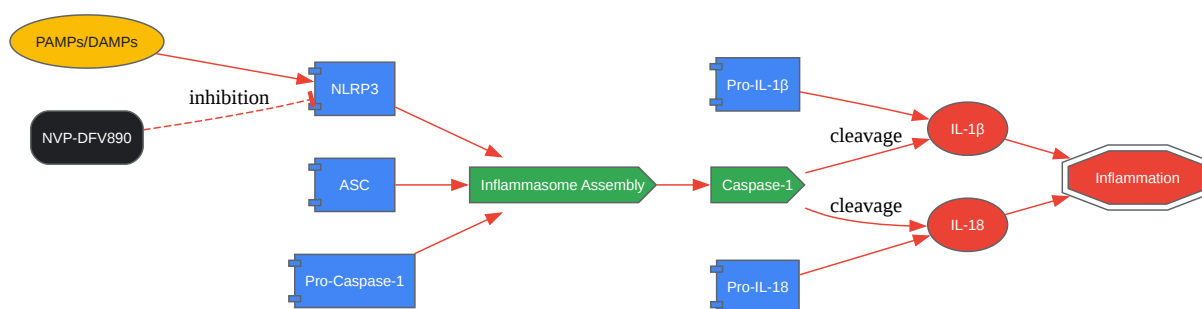 PAMPs/DAMPs
inhibition
NVP-DFV890
NLRP3
ASC
Pro-Caspase-1
Inflammasome Assembly
Pro-IL-1β
Caspase-1
Pro-IL-18
cleavage
cleavage
IL-1β
IL-18
Inflammation